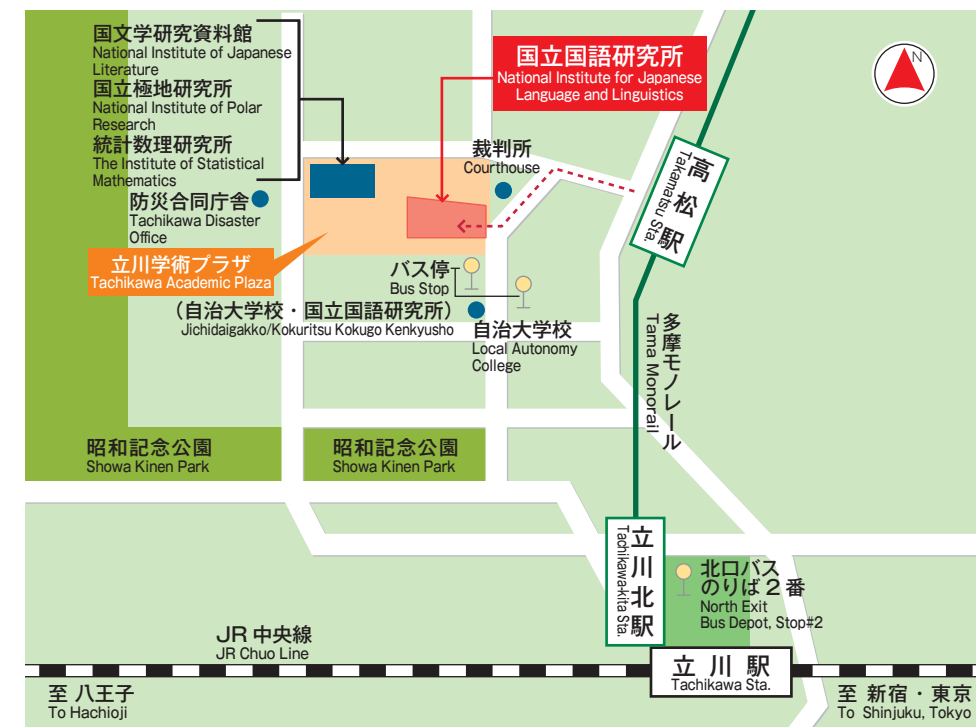 国文学研究資料館
National Institute of Japanese
Literature
国立極地研究所
National Institute of Polar
Research
統計数理研究所
The Institute of Statistical
Mathematics
国立国語研究所
National Institute for Japanese
Language and Linguistics
N
裁判所
Courthouse
高松駅
Takamatsu Sta.
防災合同庁舎
Tachikawa Disaster
Office
立川学術プラザ
Tachikawa Academic Plaza
バス停
Bus Stop
（自治大学校・国立国語研究所）
Jichidaigakko/Kokuritsu Kokugo Kenkyusho
自治大学校
Local Autonomy
College
多摩モノレール
Tama Monorail
昭和記念公園
Showa Kinen Park
昭和記念公園
Showa Kinen Park
立川北駅
Tachikawa-kita Sta.
北口バス
のりば2番
North Exit
Bus Depot, Stop#2
JR 中央線
JR Chuo Line
立川駅
Tachikawa Sta.
至 八王子
To Hachioji
至 新宿・東京
To Shinjuku, Tokyo